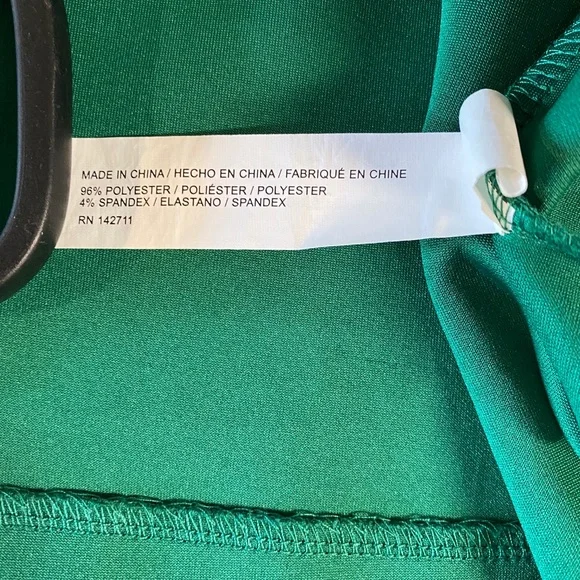 MADE IN CHINA / HECHO EN CHINA / FABRIQUÉ EN CHINE
96% POLYESTER / POLIÉSTER / POLYESTER
4% SPANDEX / ELASTANO / SPANDEX
RN 142711